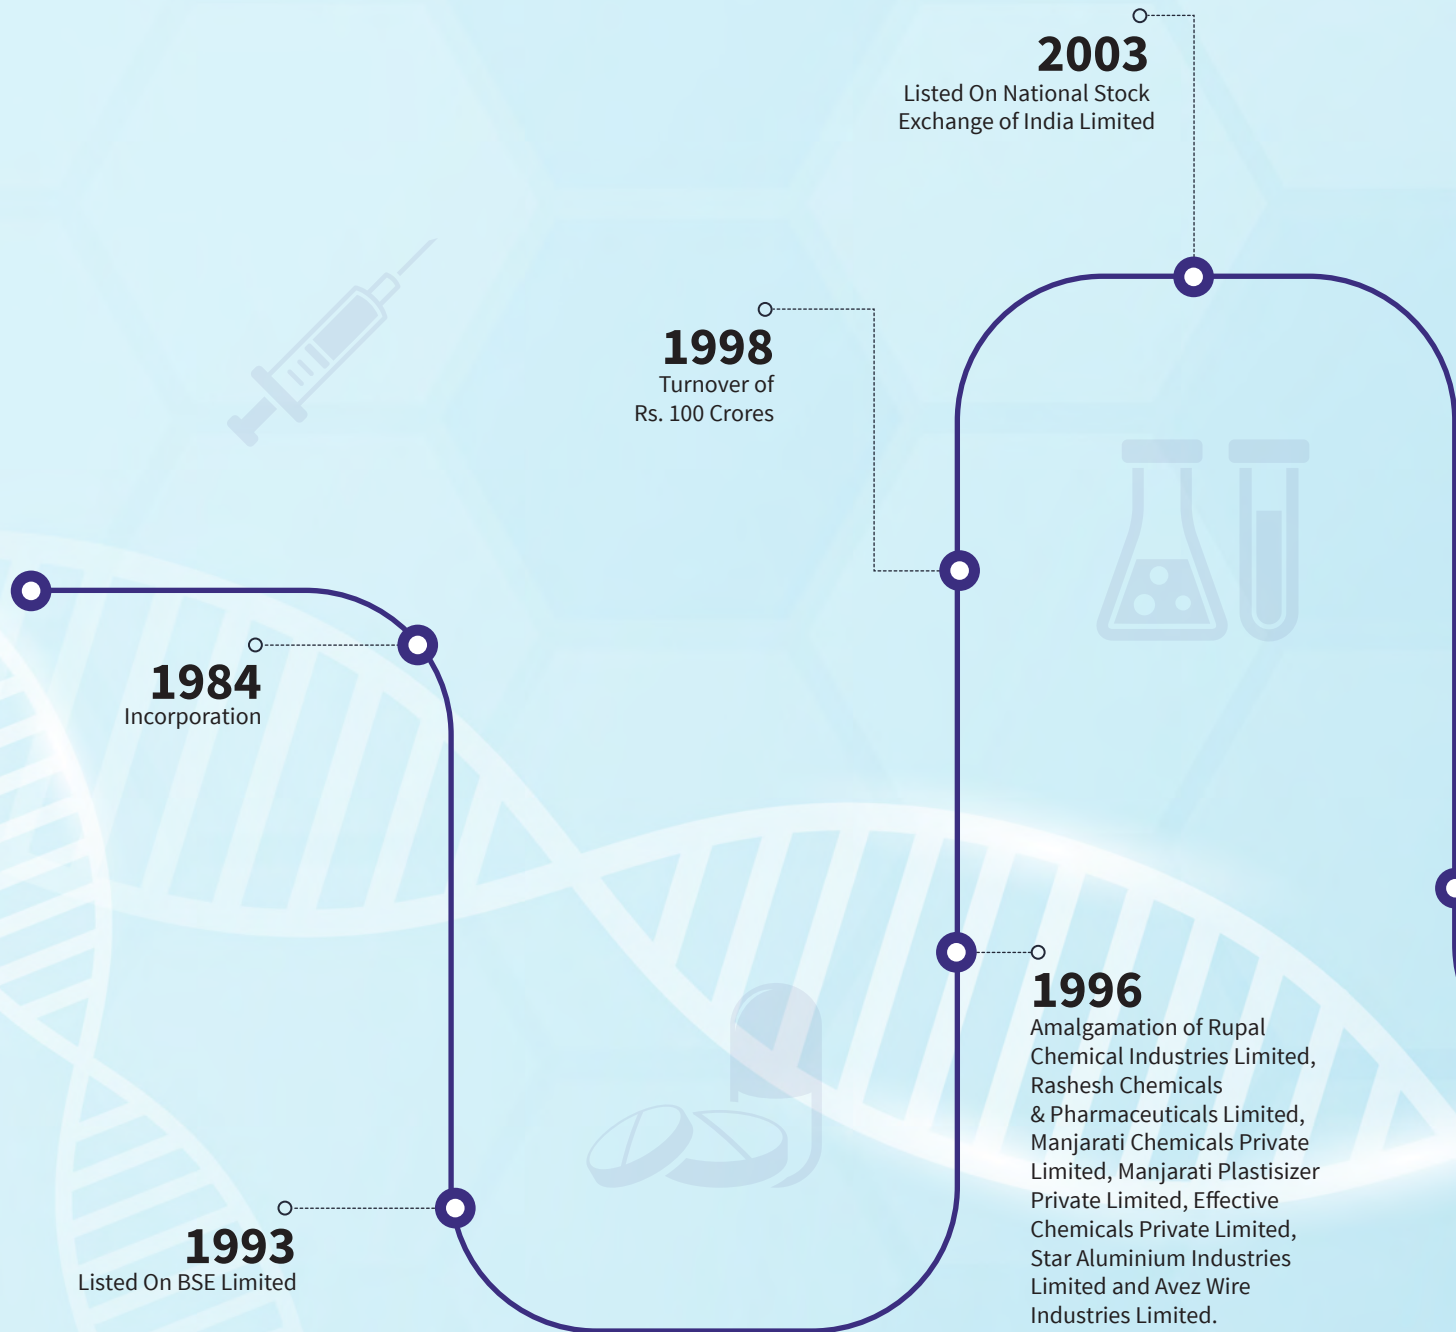 2003
Listed On National Stock
Exchange of India Limited
1998
Turnover of
Rs. 100 Crores
1984
Incorporation
1993
Listed On BSE Limited
1996
Amalgamation of Rupal
Chemical Industries Limited,
Rashesh Chemicals
& Pharmaceuticals Limited,
Manjarati Chemicals Private
Limited, Manjarati Plastisizer
Private Limited, Effective
Chemicals Private Limited,
Star Aluminium Industries
Limited and Avez Wire
Industries Limited.